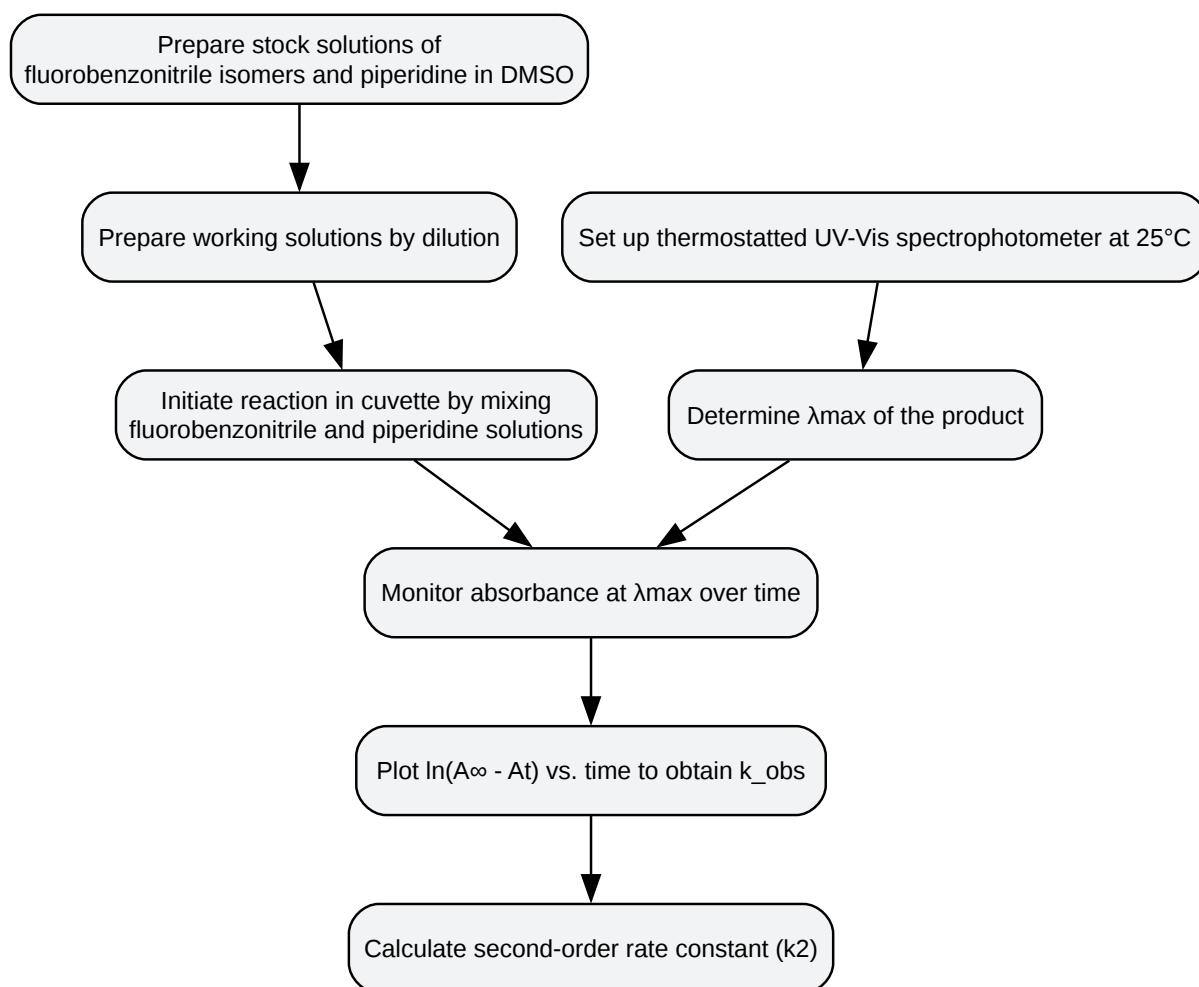 Prepare stock solutions of
fluorobenzonitrile isomers and piperidine in DMSO
Prepare working solutions by dilution
Set up thermostatted UV-Vis spectrophotometer at 25°C
Initiate reaction in cuvette by mixing
fluorobenzonitrile and piperidine solutions
Determine λmax of the product
Monitor absorbance at λmax over time
Plot ln(A∞ - At) vs. time to obtain k_obs
Calculate second-order rate constant (k2)